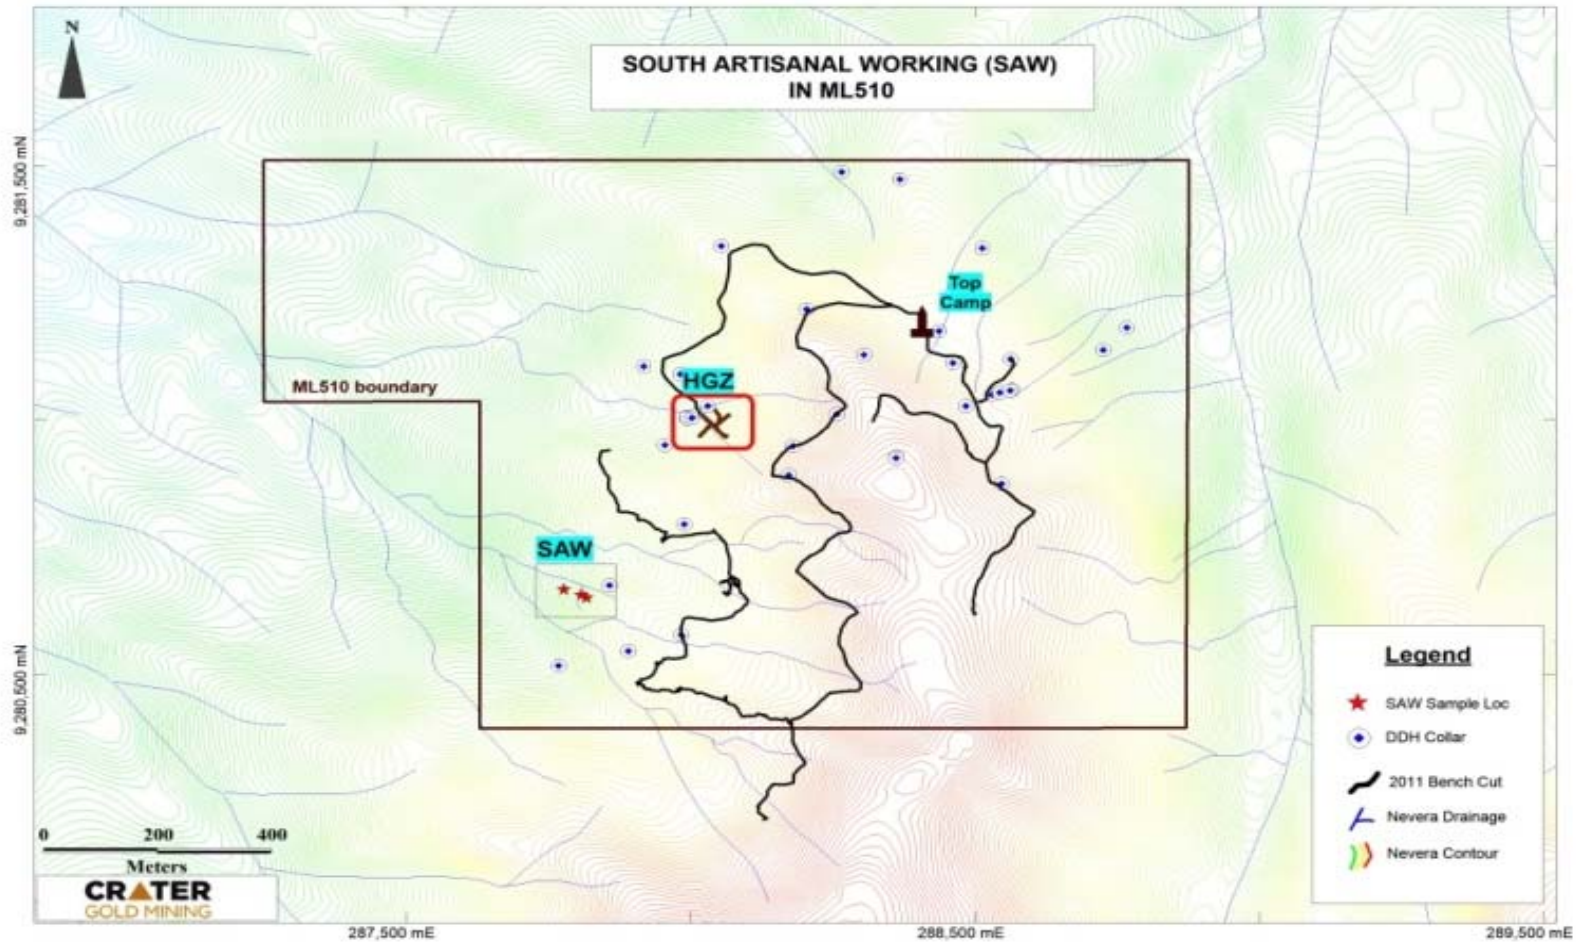 N
SOUTH ARTISANAL WORKING (SAW)
IN ML510
9,281,500 mN
Top
Camp
ML510 boundary
HGZ
SAW
9,280,500 mN
Legend
SAW Sample Loc
DDH Collar
2011 Bench Cut
Nevera Drainage
Nevera Contour
0 200 400
Meters
CRATER
GOLD MINING
287,500 mE 288,500 mE 289,500 mE